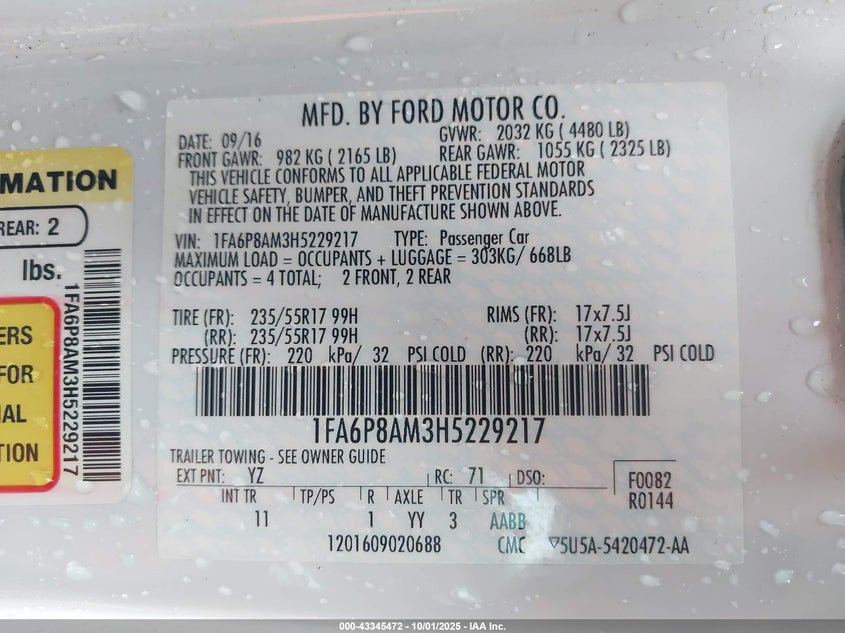 MATION
REAR: 2
lbs.
ERS
FOR
IAL
TION
1FA6P8AM3H5229217
MFD. BY FORD MOTOR CO.
DATE: 09/16 GVWR: 2032 KG ( 4480 LB)
FRONT GAWR: 982 KG ( 2165 LB) REAR GAWR: 1055 KG ( 2325 LB)
THIS VEHICLE CONFORMS TO ALL APPLICABLE FEDERAL MOTOR
VEHICLE SAFETY, BUMPER, AND THEFT PREVENTION STANDARDS
IN EFFECT ON THE DATE OF MANUFACTURE SHOWN ABOVE.
VIN: 1FA6P8AM3H5229217 TYPE: Passenger Car
MAXIMUM LOAD = OCCUPANTS + LUGGAGE = 303KG/ 668LB
OCCUPANTS = 4 TOTAL; 2 FRONT, 2 REAR
TIRE (FR): 235/55R17 99H RIMS (FR): 17x7.5J
(RR): 235/55R17 99H (RR): 17x7.5J
PRESSURE (FR): 220 kPa/ 32 PSI COLD (RR): 220 kPa/ 32 PSI COLD
1FA6P8AM3H5229217
TRAILER TOWING - SEE OWNER GUIDE
EXT PNT: YZ RC: 71 DSO: F0082
R0144
INT TR TP/PS R AXLE TR SPR
11 1 YY 3 AABB
1201609020688 CMC ▽5U5A-5420472-AA
000-43345472 - 10/01/2025 - IAA Inc.